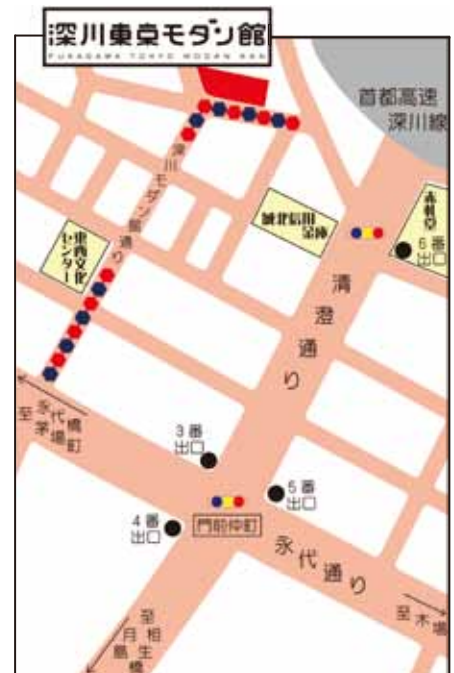 深川東京モダン館
FUKAGAWA TOKYO MODAN KAN
首都高速
深川線
深川モダン館通り
城北信用
金庫
赤札堂
6番
出口
東西文化
センター
清澄通り
至永代橋
茅場町
3番
出口
5番
出口
4番
出口
門前仲町
永代通り
至木場
至
月島
相生橋